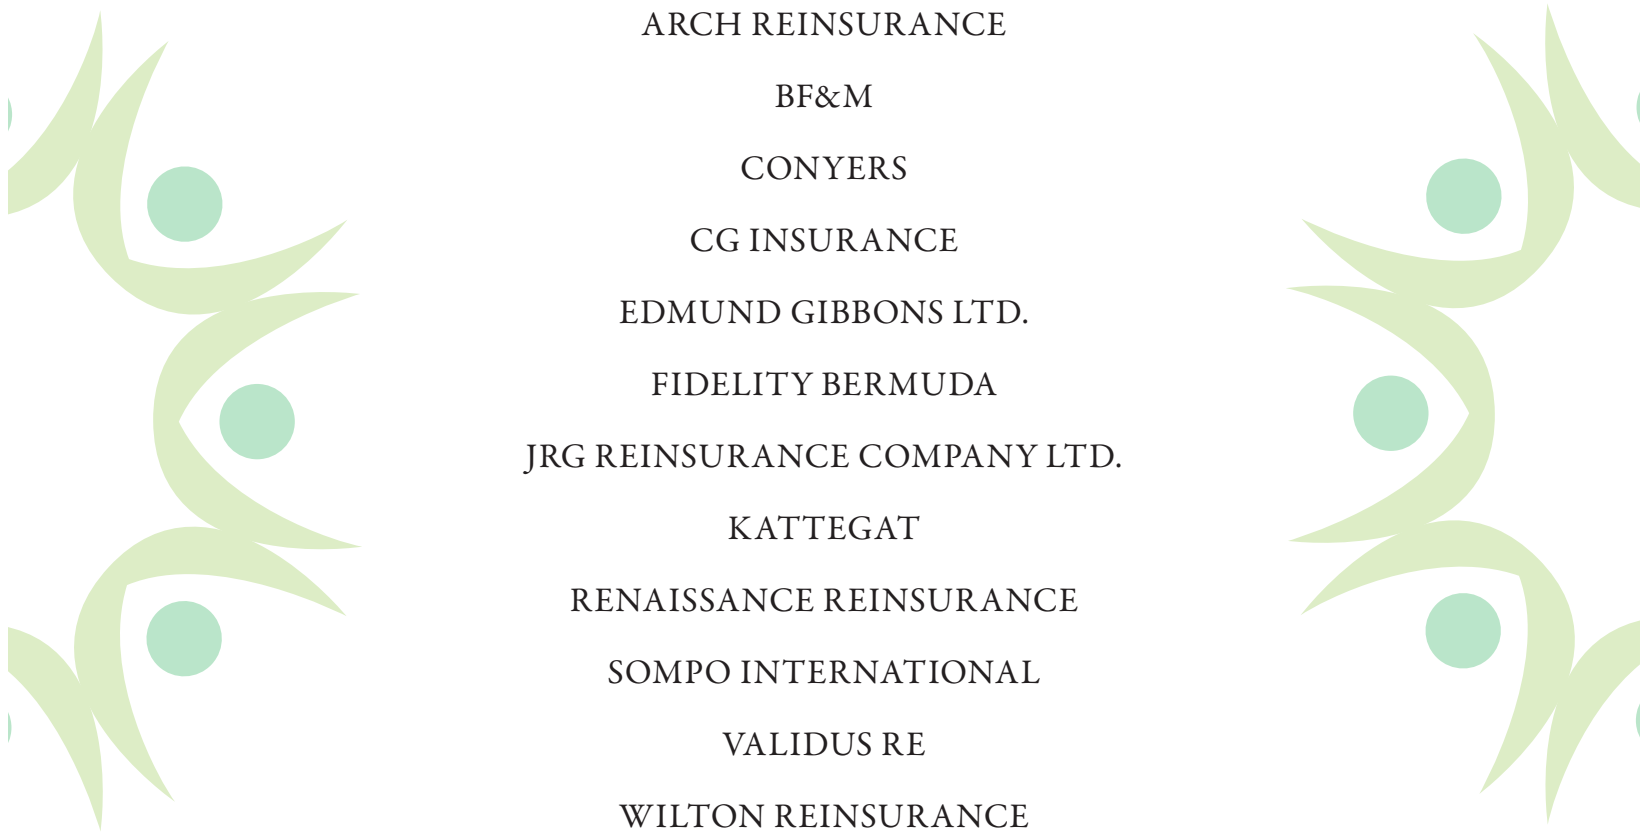 ARCH REINSURANCE
BF&M
CONYERS
CG INSURANCE
EDMUND GIBBONS LTD.
FIDELITY BERMUDA
JRG REINSURANCE COMPANY LTD.
KATTEGAT
RENAISSANCE REINSURANCE
SOMPO INTERNATIONAL
VALIDUS RE
WILTON REINSURANCE